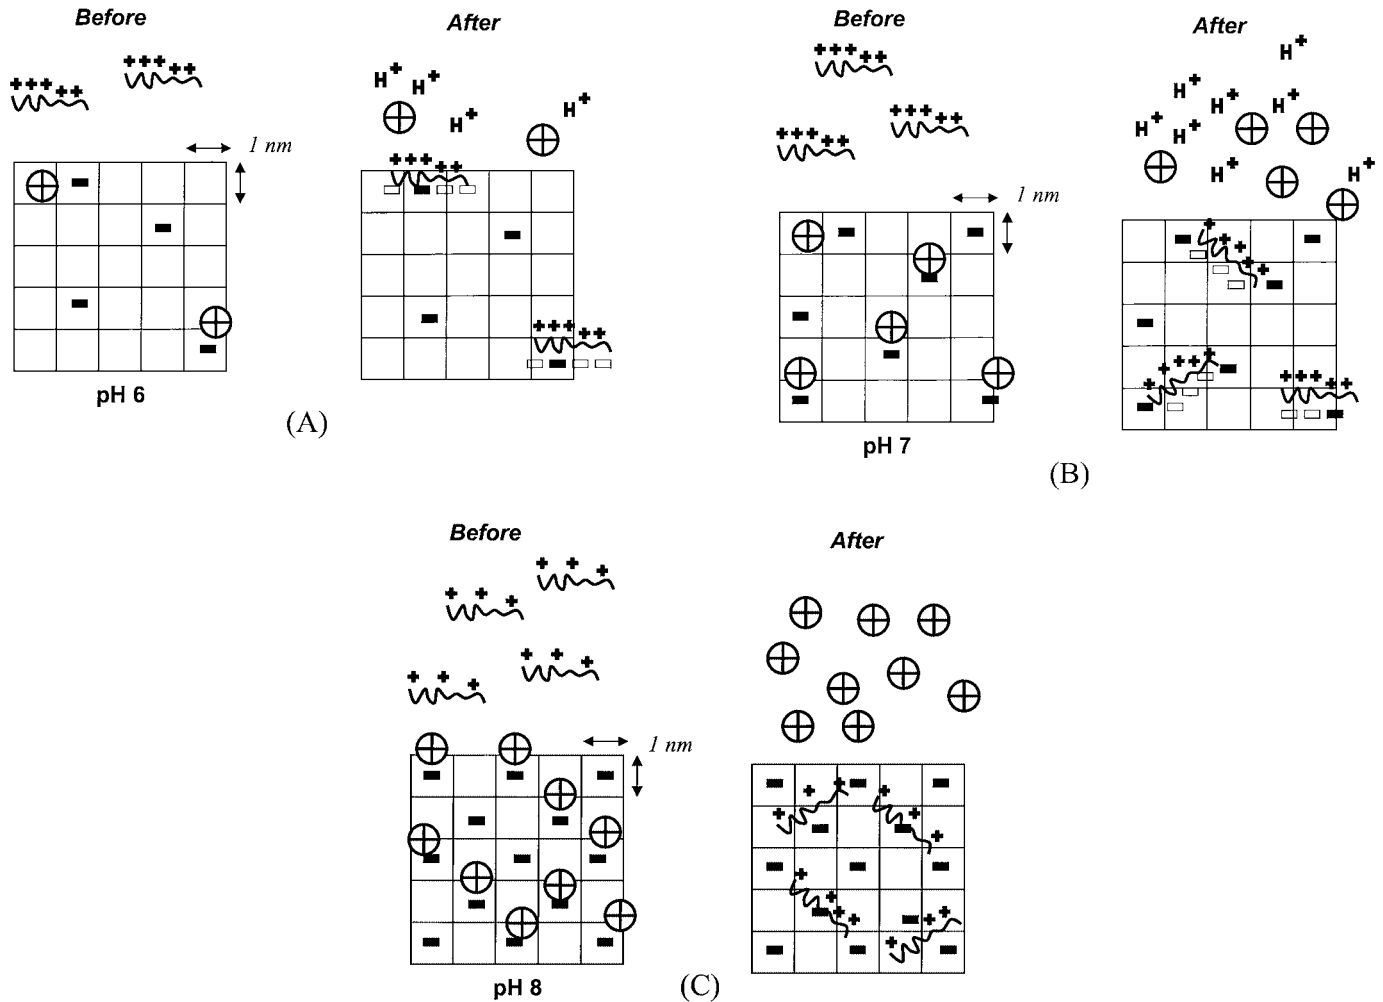 Before
After
H+
H+
H+
H+
1 nm
pH 6
(A)
Before
After
H+
H+
H+
H+
H+
H+
H+
H+
1 nm
pH 7
(B)
Before
After
1 nm
pH 8
(C)